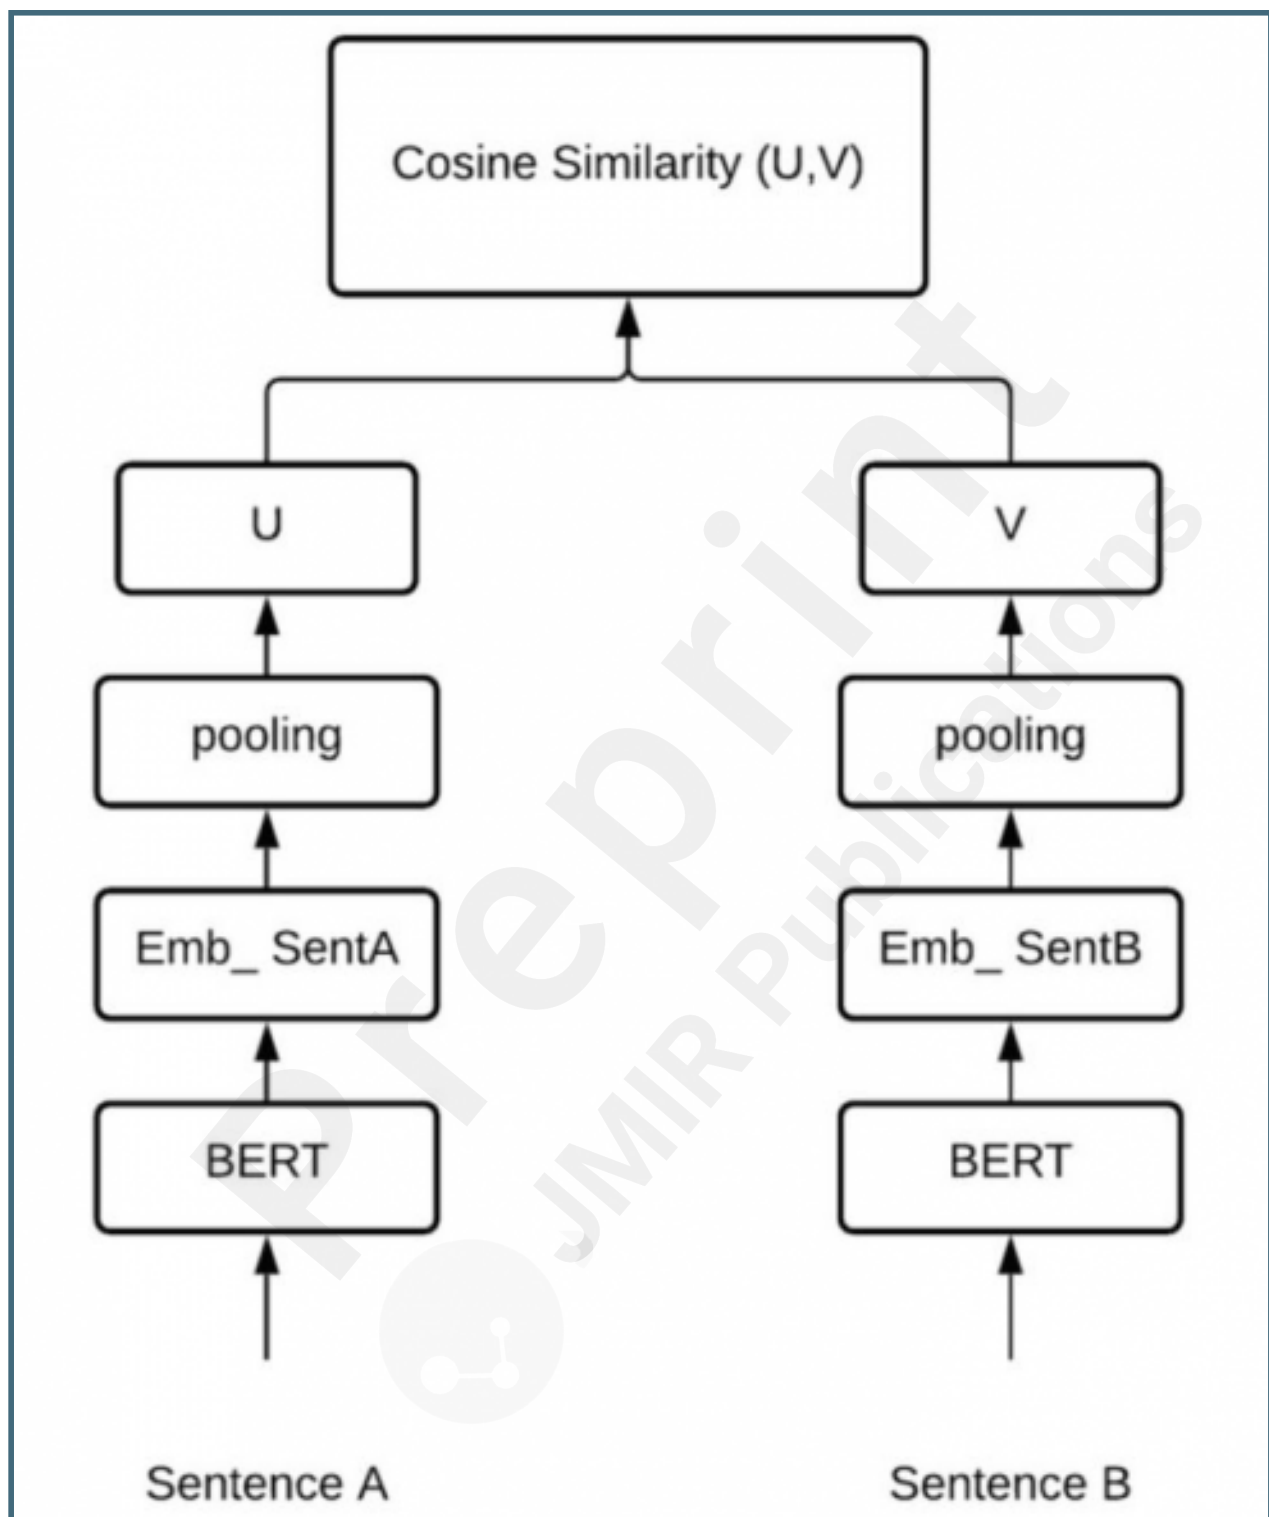 Cosine Similarity (U,V)
U
V
pooling
pooling
Emb_ SentA
Emb_ SentB
BERT
BERT
Sentence A
Sentence B
Preprint
JMIR Publications